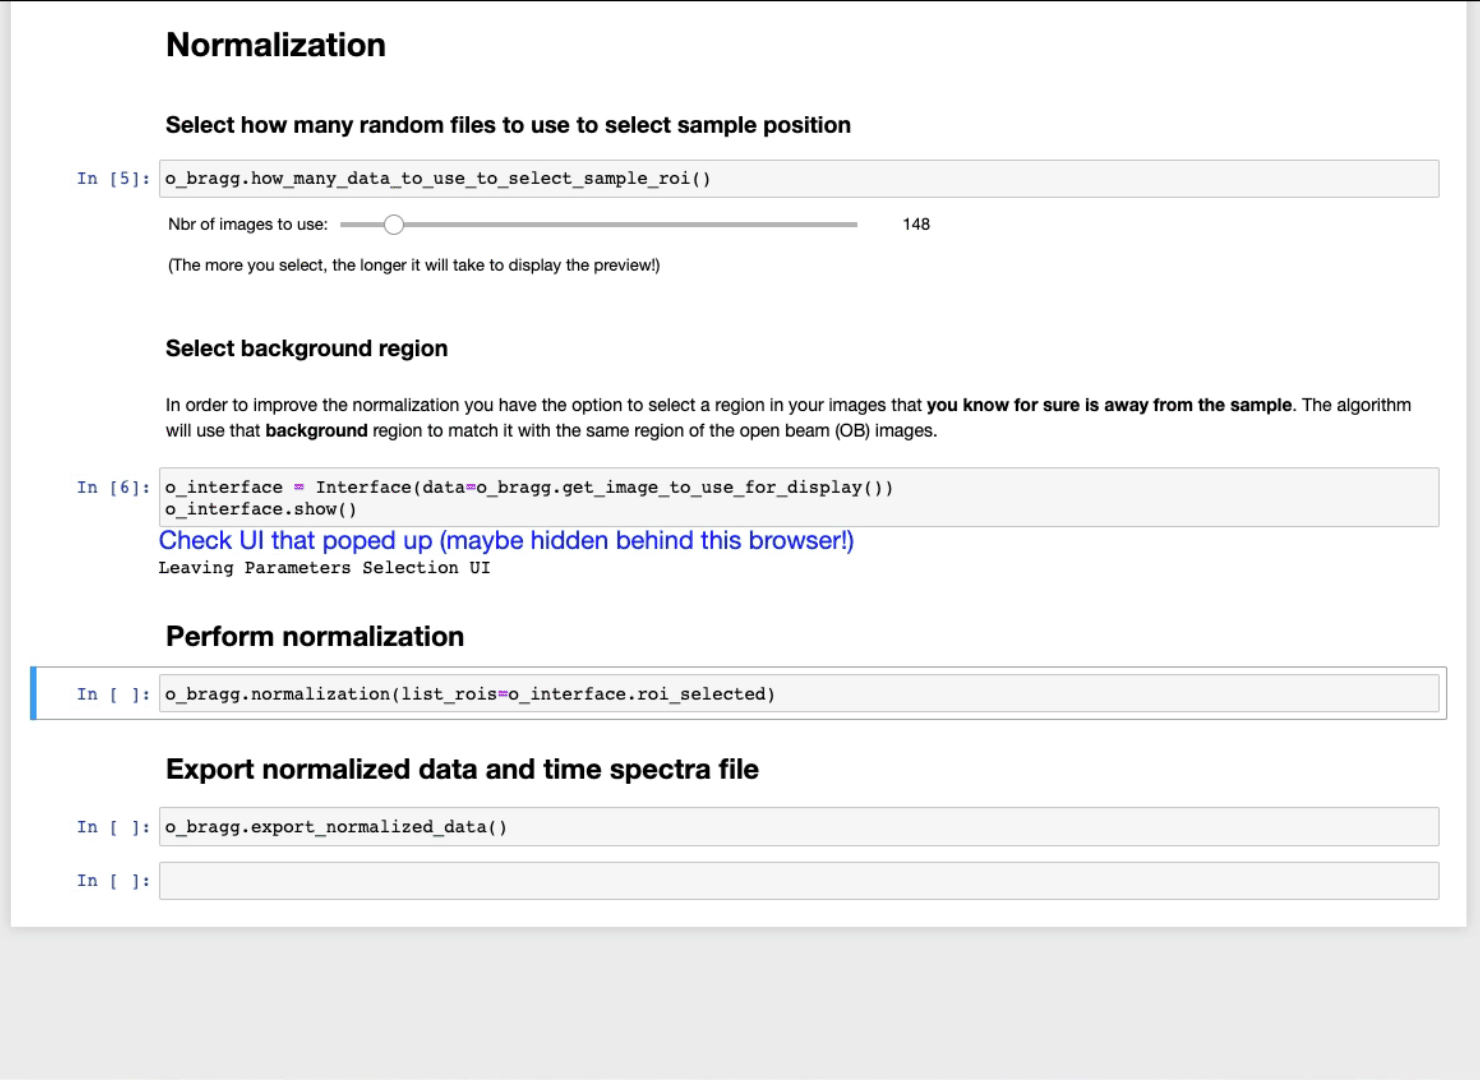 Normalization
Select how many random files to use to select sample position
In [5]: o_bragg.how_many_data_to_use_to_select_sample_roi()
Nbr of images to use: 148
(The more you select, the longer it will take to display the preview!)
Select background region
In order to improve the normalization you have the option to select a region in your images that you know for sure is away from the sample. The algorithm
will use that background region to match it with the same region of the open beam (OB) images.
In [6]: o_interface = Interface(data=o_bragg.get_image_to_use_for_display())
o_interface.show()
Check UI that poped up (maybe hidden behind this browser!)
Leaving Parameters Selection UI
Perform normalization
In [ ]: o_bragg.normalization(list_rois=o_interface.roi_selected)
Export normalized data and time spectra file
In [ ]: o_bragg.export_normalized_data()
In [ ]: